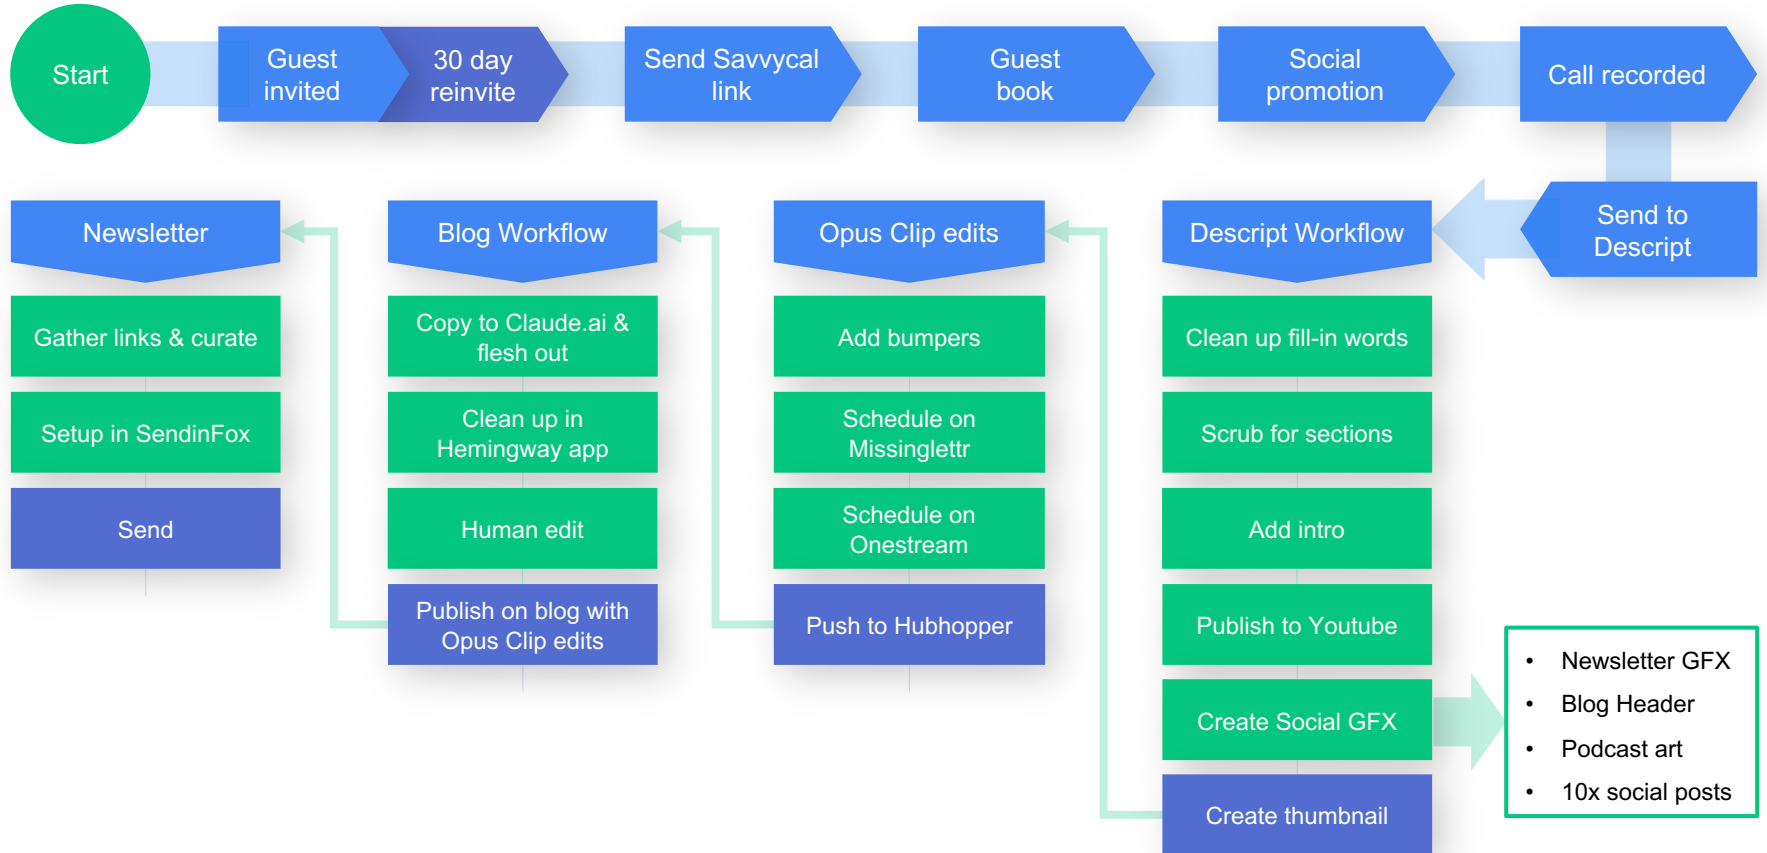 Start
Guest
invited
30 day
reinvite
Send Savvycal
link
Guest
book
Social
promotion
Call recorded
Send to
Descript
Descript Workflow
Clean up fill-in words
Scrub for sections
Add intro
Publish to Youtube
Create Social GFX
Create thumbnail
• Newsletter GFX
• Blog Header
• Podcast art
• 10x social posts
Opus Clip edits
Add bumpers
Schedule on
Missinglettr
Schedule on
Onestream
Push to Hubhopper
Blog Workflow
Copy to Claude.ai &
flesh out
Clean up in
Hemingway app
Human edit
Publish on blog with
Opus Clip edits
Newsletter
Gather links & curate
Setup in SendinFox
Send